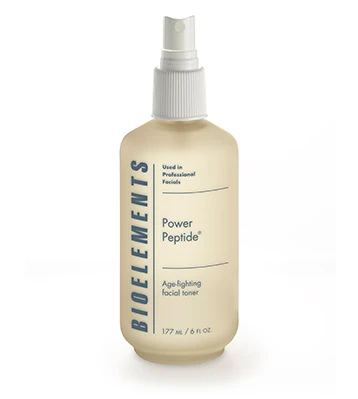 BIOELEMENTS
Used in
Professional
Facials
Power
Peptide®
Age-fighting
facial toner
177 ML / 6 FL OZ.